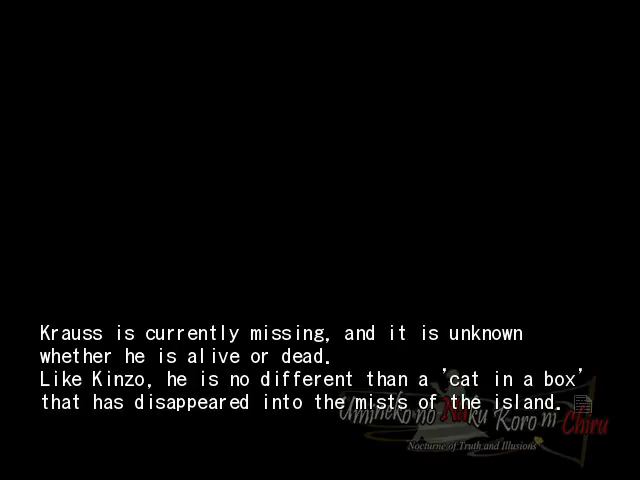 Krauss is currently missing, and it is unknown
whether he is alive or dead.
Like Kinzo, he is no different than a 'cat in a box'
that has disappeared into the mists of the island.
Umineko no Naku Koro ni Chiru
Nocturne of Truth and Illusions